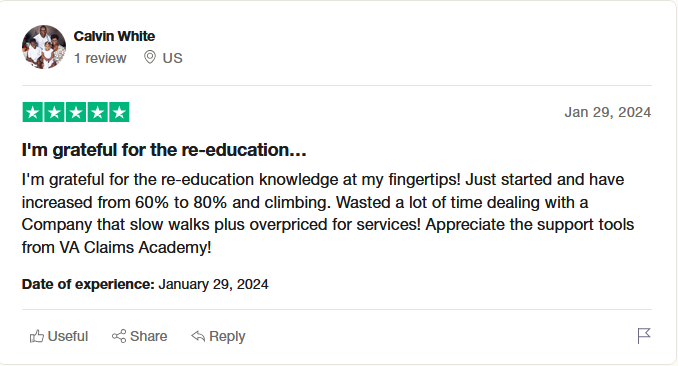 Calvin White
1 review US
Jan 29, 2024
I'm grateful for the re-education…
I'm grateful for the re-education knowledge at my fingertips! Just started and have
increased from 60% to 80% and climbing. Wasted a lot of time dealing with a
Company that slow walks plus overpriced for services! Appreciate the support tools
from VA Claims Academy!
Date of experience: January 29, 2024
Useful Share Reply